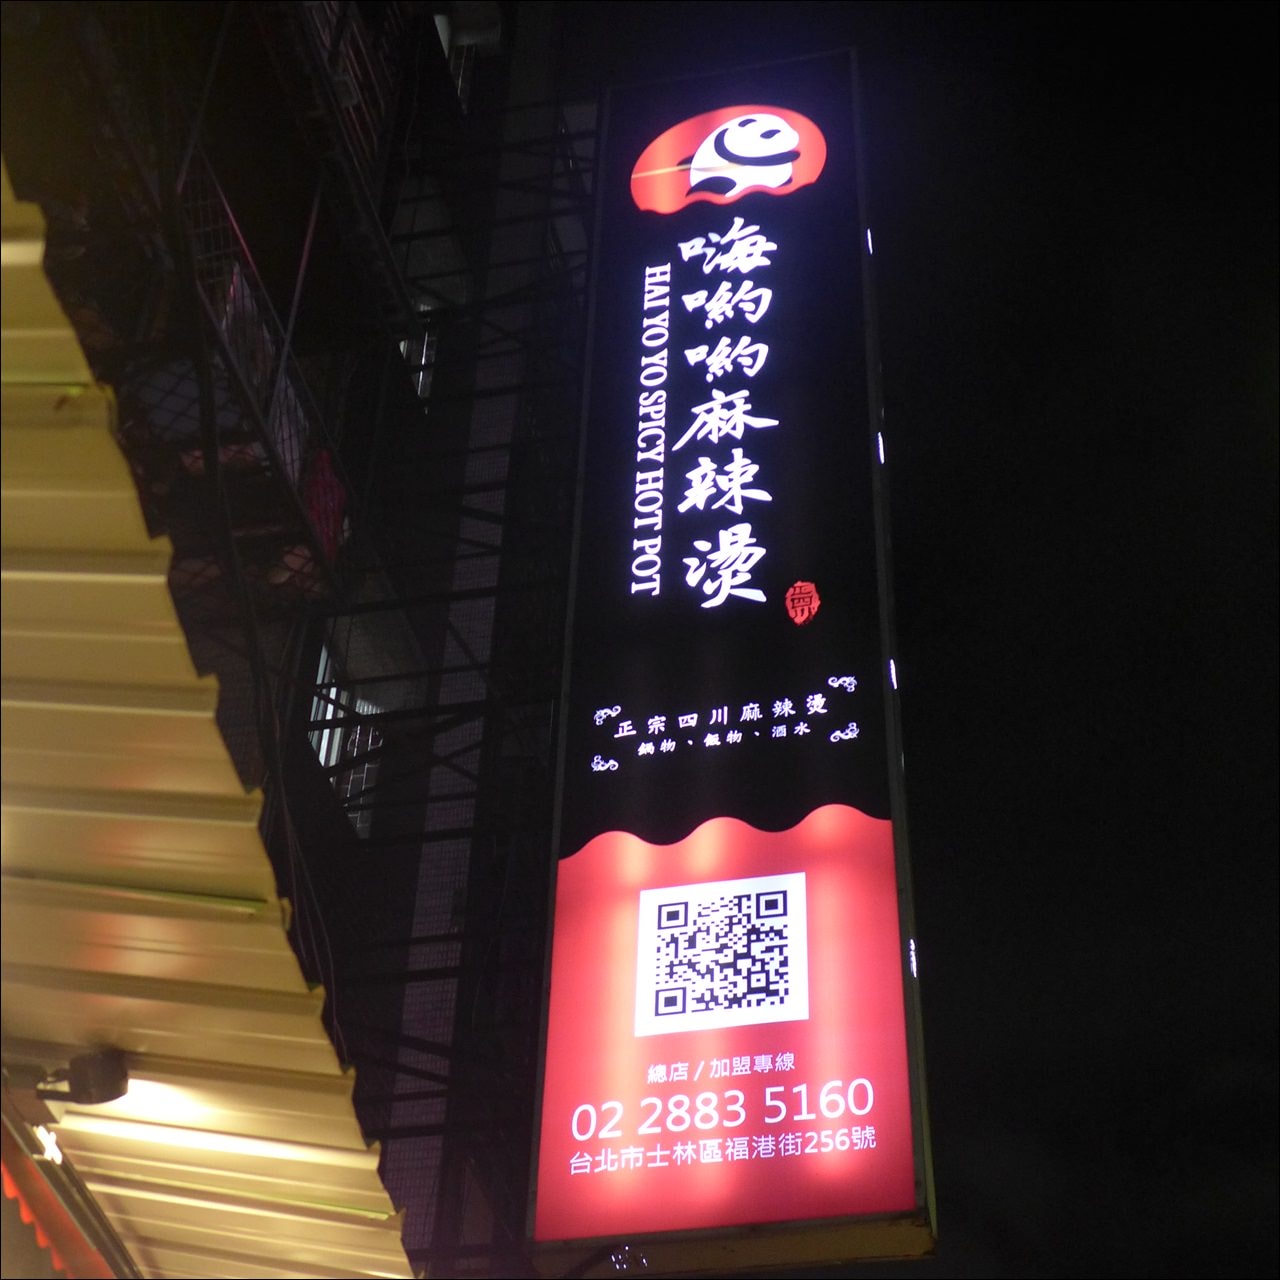 嗨喲喲麻辣燙
HAI YO YO SPICY HOT POT
正宗四川麻辣燙
鍋物、飯物、酒水
總店/加盟專線
02 2883 5160
台北市士林區福港街256號